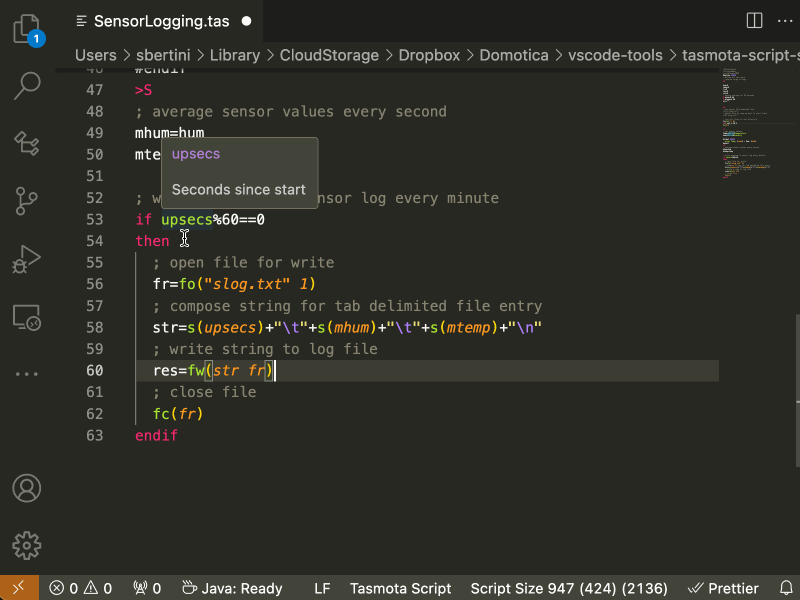 SensorLogging.tas
1
Users > sbertini > Library > CloudStorage > Dropbox > Domotica > vscode-tools > tasmota-script-s
46 #endif
47 >S
48 ; average sensor values every second
49 mhum=hum
50 mte
upsecs
Seconds since start
51
52 ; w nsor log every minute
53 if upsecs%60==0
54 then
55 ; open file for write
56 fr=fo("slog.txt" 1)
57 ; compose string for tab delimited file entry
58 str=s(upsecs)+"\t"+s(mhum)+"\t"+s(mtemp)+"\n"
59 ; write string to log file
60 res=fw(str fr)
61 ; close file
62 fc(fr)
63 endif
0 0 0 Java: Ready LF Tasmota Script Script Size 947 (424) (2136) Prettier